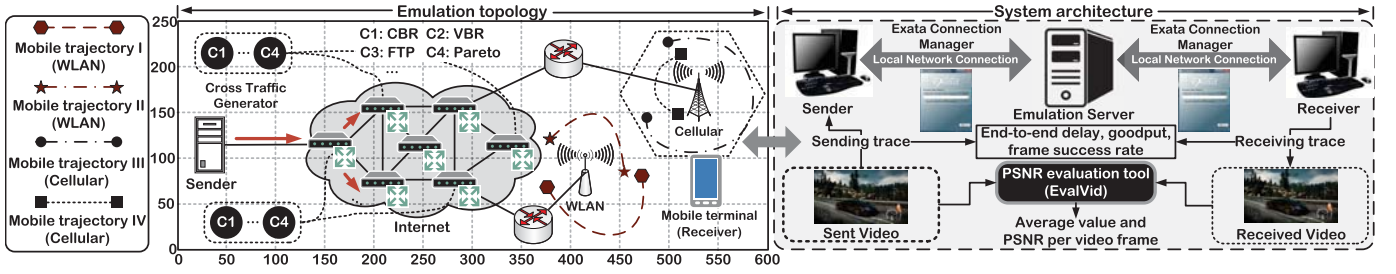 Mobile trajectory I
(WLAN)
Mobile trajectory II
(WLAN)
Mobile trajectory III
(Cellular)
Mobile trajectory IV
(Cellular)
Emulation topology
250
200
150
100
50
0
0 50 100 150 200 250 300 350 400 450 500 550 600
C1 C4
Cross Traffic
Generator
C1: CBR C2: VBR
C3: FTP C4: Pareto
Sender
C1 C4
Internet
WLAN
Cellular
Mobile terminal
(Receiver)
System architecture
Exata Connection
Manager
Local Network Connection
Exata Connection
Manager
Local Network Connection
Sender
Emulation Server
Receiver
Sending trace
End-to-end delay, goodput,
frame success rate
Receiving trace
PSNR evaluation tool
(EvalVid)
Sent Video
Average value and
PSNR per video frame
Received Video